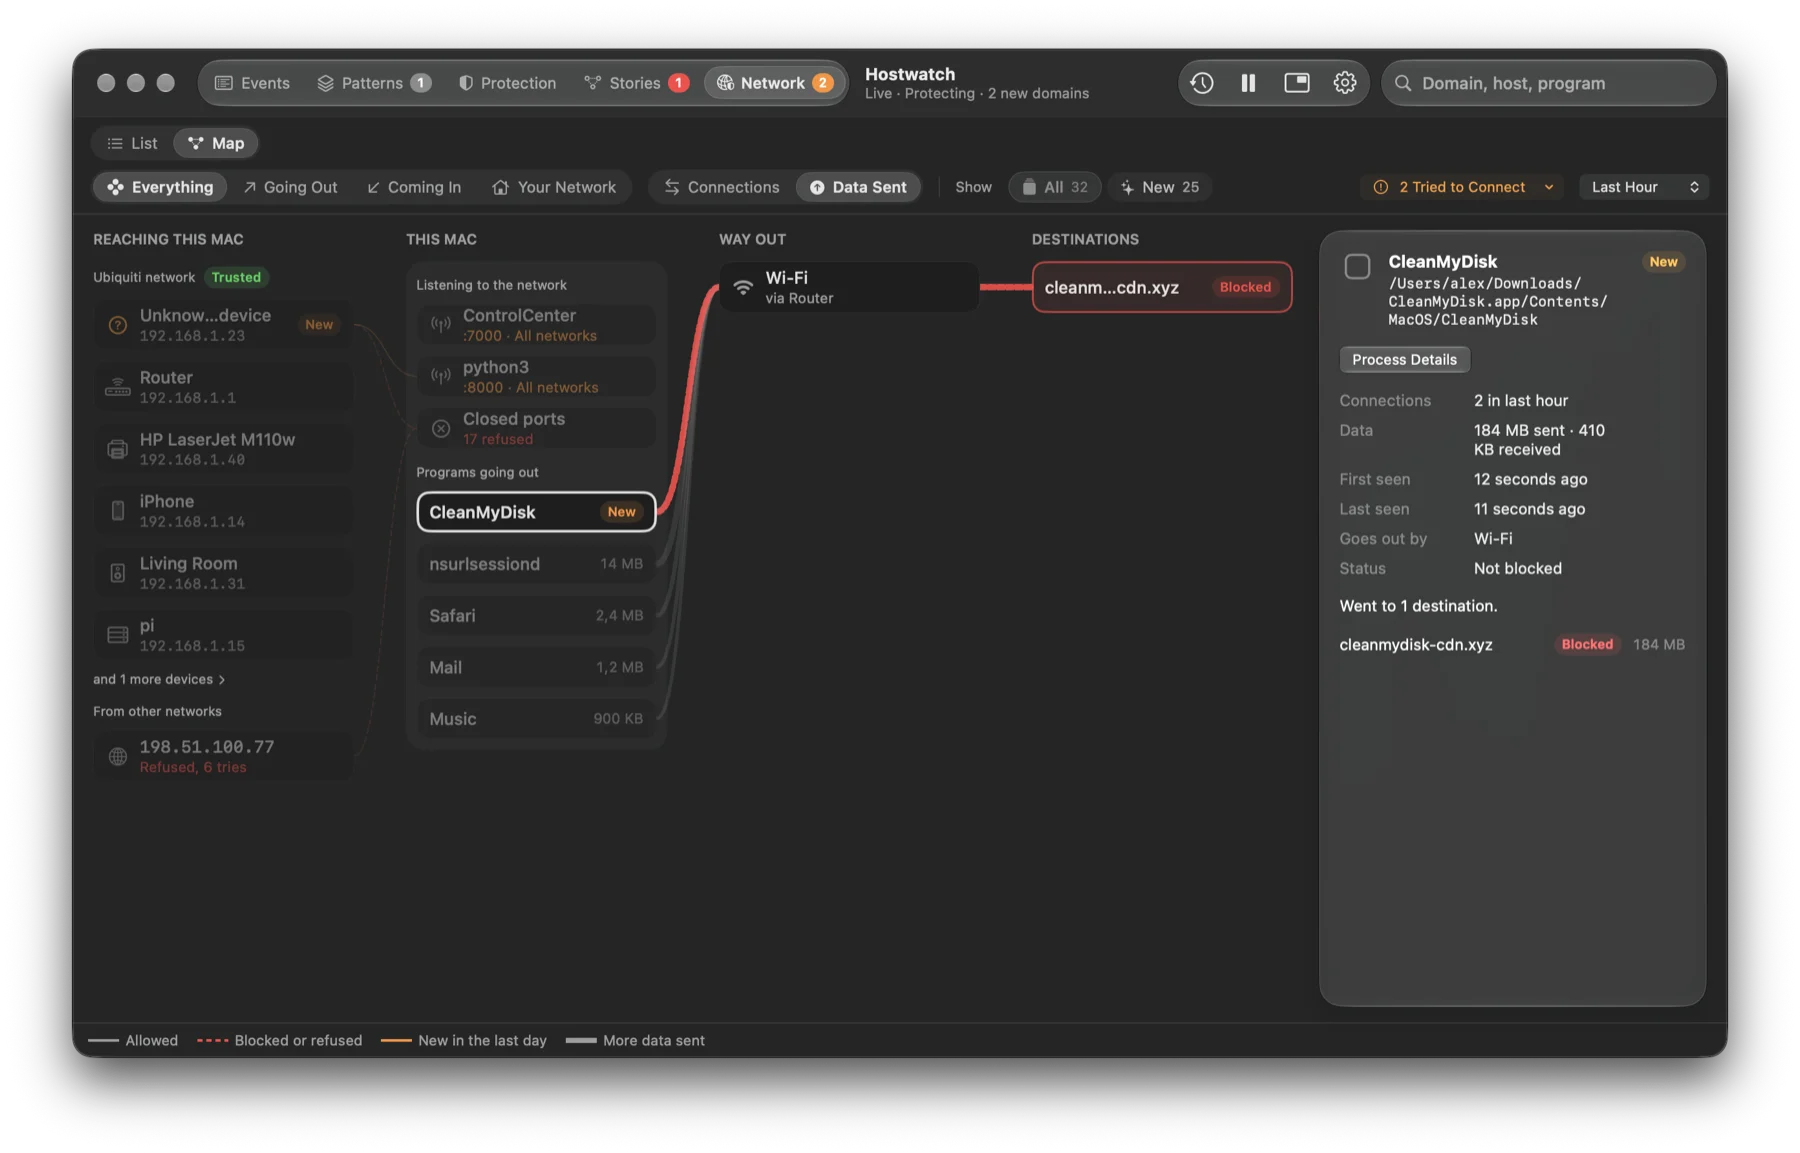 Events
Patterns 1
Protection
Stories 1
Network 2
Hostwatch
Live · Protecting · 2 new domains
Domain, host, program
List
Map
Everything
Going Out
Coming In
Your Network
Connections
Data Sent
Show
All 32
New 25
2 Tried to Connect
Last Hour
REACHING THIS MAC
Ubiquiti network Trusted
Unknow...device New
192.168.1.23
Router
192.168.1.1
HP LaserJet M110w
192.168.1.40
iPhone
192.168.1.14
Living Room
192.168.1.31
pi
192.168.1.15
and 1 more devices
From other networks
198.51.100.77
Refused, 6 tries
THIS MAC
Listening to the network
ControlCenter
:7000 · All networks
python3
:8000 · All networks
Closed ports
17 refused
Programs going out
CleanMyDisk New
nsurlsessiond 14 MB
Safari 2,4 MB
Mail 1,2 MB
Music 900 KB
WAY OUT
Wi-Fi
via Router
DESTINATIONS
cleanm...cdn.xyz Blocked
CleanMyDisk New
/Users/alex/Downloads/
CleanMyDisk.app/Contents/
MacOS/CleanMyDisk
Process Details
Connections 2 in last hour
Data 184 MB sent · 410
KB received
First seen 12 seconds ago
Last seen 11 seconds ago
Goes out by Wi-Fi
Status Not blocked
Went to 1 destination.
cleanmydisk-cdn.xyz Blocked 184 MB
Allowed
Blocked or refused
New in the last day
More data sent